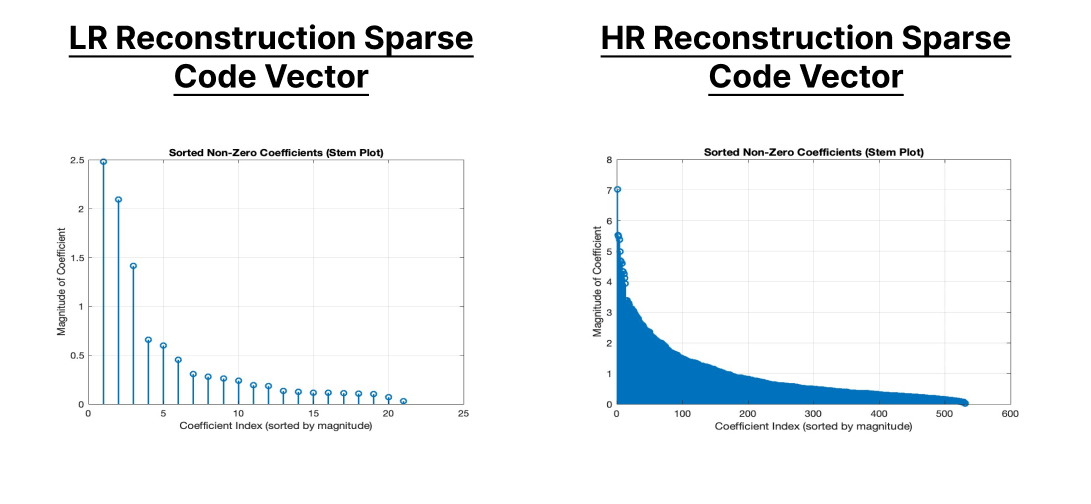 LR Reconstruction Sparse
Code Vector
Sorted Non-Zero Coefficients (Stem Plot)
Magnitude of Coefficient
2.5
2
1.5
1
0.5
0
0 5 10 15 20 25
Coefficient Index (sorted by magnitude)
HR Reconstruction Sparse
Code Vector
Sorted Non-Zero Coefficients (Stem Plot)
Magnitude of Coefficient
8
7
6
5
4
3
2
1
0
0 100 200 300 400 500 600
Coefficient Index (sorted by magnitude)